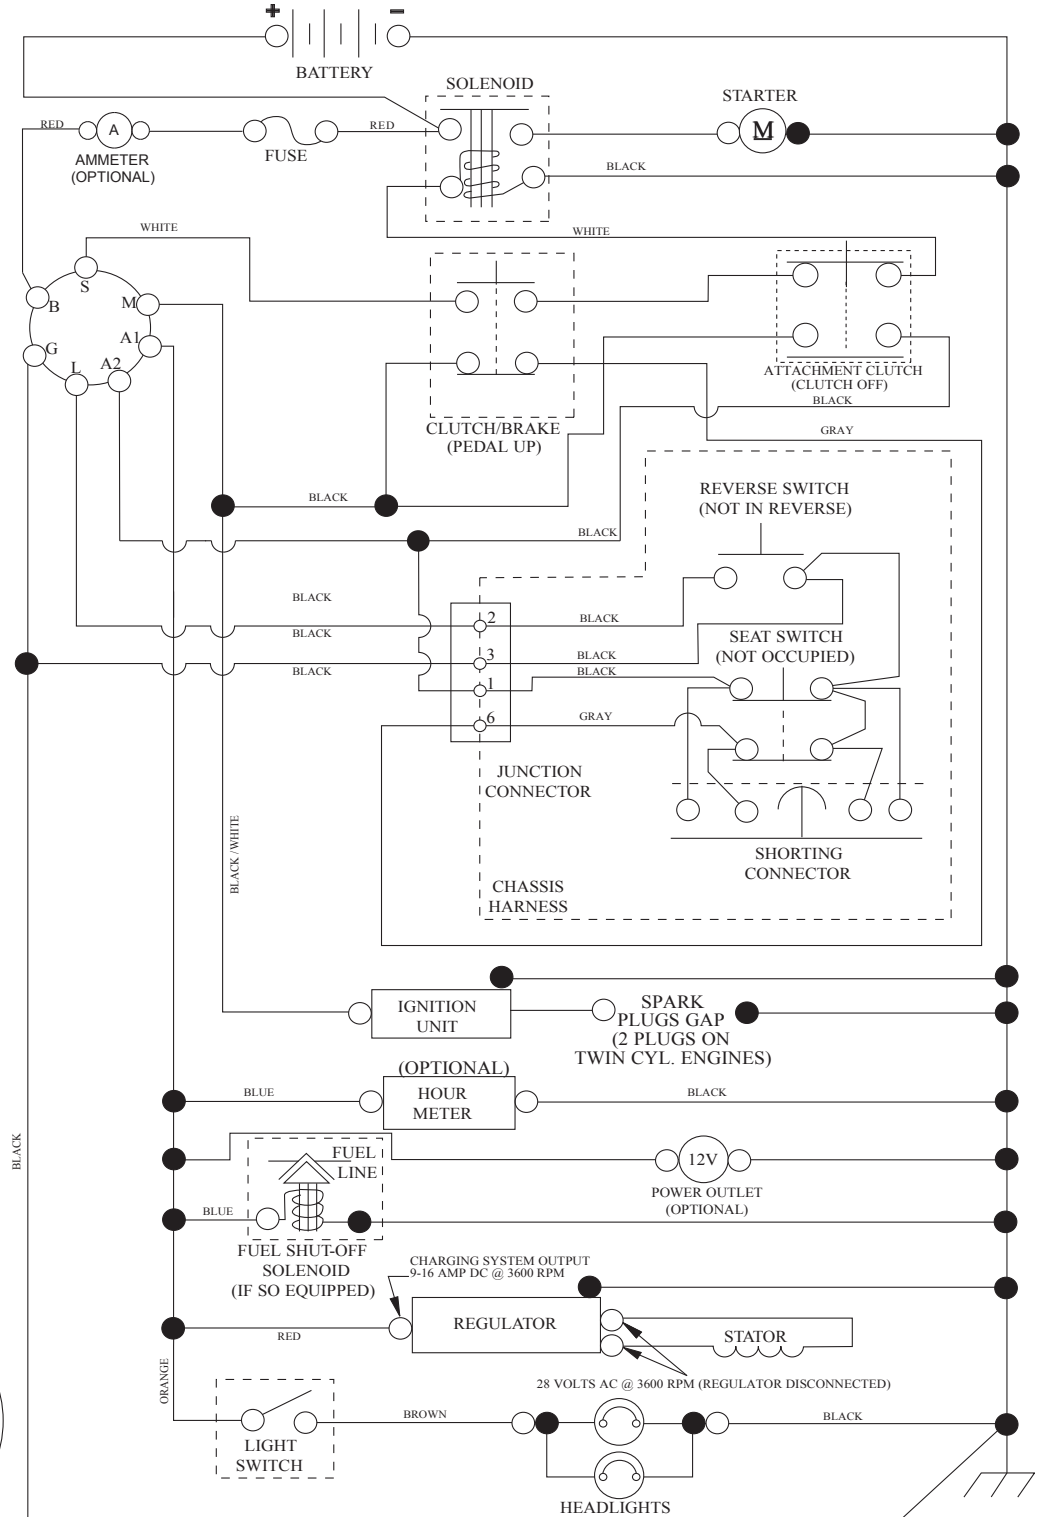 + −
BATTERY
SOLENOID
STARTER
RED
A
RED
M
FUSE
AMMETER
(OPTIONAL)
BLACK
WHITE
WHITE
S
B
M
A1
G
L
A2
ATTACHMENT CLUTCH
(CLUTCH OFF)
BLACK
CLUTCH/BRAKE
(PEDAL UP)
GRAY
REVERSE SWITCH
(NOT IN REVERSE)
BLACK
BLACK
BLACK
2
BLACK
BLACK
SEAT SWITCH
(NOT OCCUPIED)
3
BLACK
BLACK
BLACK
1
6
GRAY
JUNCTION
CONNECTOR
SHORTING
CONNECTOR
BLACK / WHITE
CHASSIS
HARNESS
IGNITION
UNIT
SPARK
PLUGS GAP
(2 PLUGS ON
TWIN CYL. ENGINES)
(OPTIONAL)
HOUR
METER
BLUE
BLACK
BLACK
FUEL
LINE
12V
POWER OUTLET
(OPTIONAL)
BLUE
FUEL SHUT-OFF
SOLENOID
(IF SO EQUIPPED)
CHARGING SYSTEM OUTPUT
9-16 AMP DC @ 3600 RPM
REGULATOR
STATOR
RED
28 VOLTS AC @ 3600 RPM (REGULATOR DISCONNECTED)
ORANGE
BROWN
BLACK
LIGHT
SWITCH
HEADLIGHTS